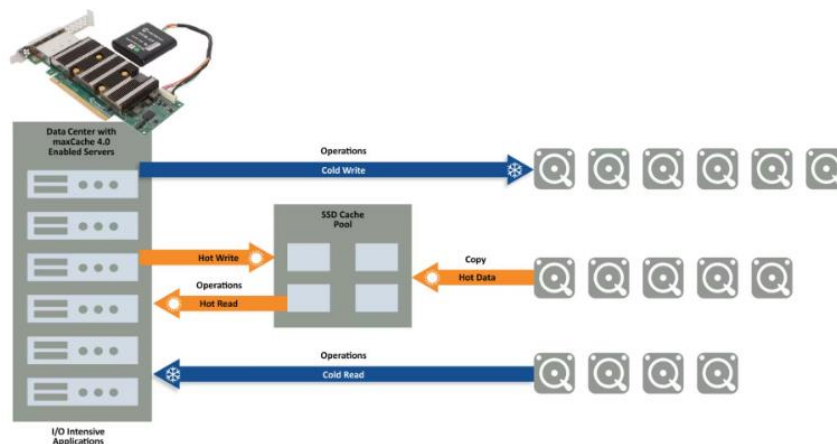 Data Center with
maxCache 4.0
Enabled Servers
Operations
Cold Write
SSD Cache
Pool
Hot Write
Copy
Hot Data
Operations
Hot Read
Operations
Cold Read
I/O Intensive
Applications